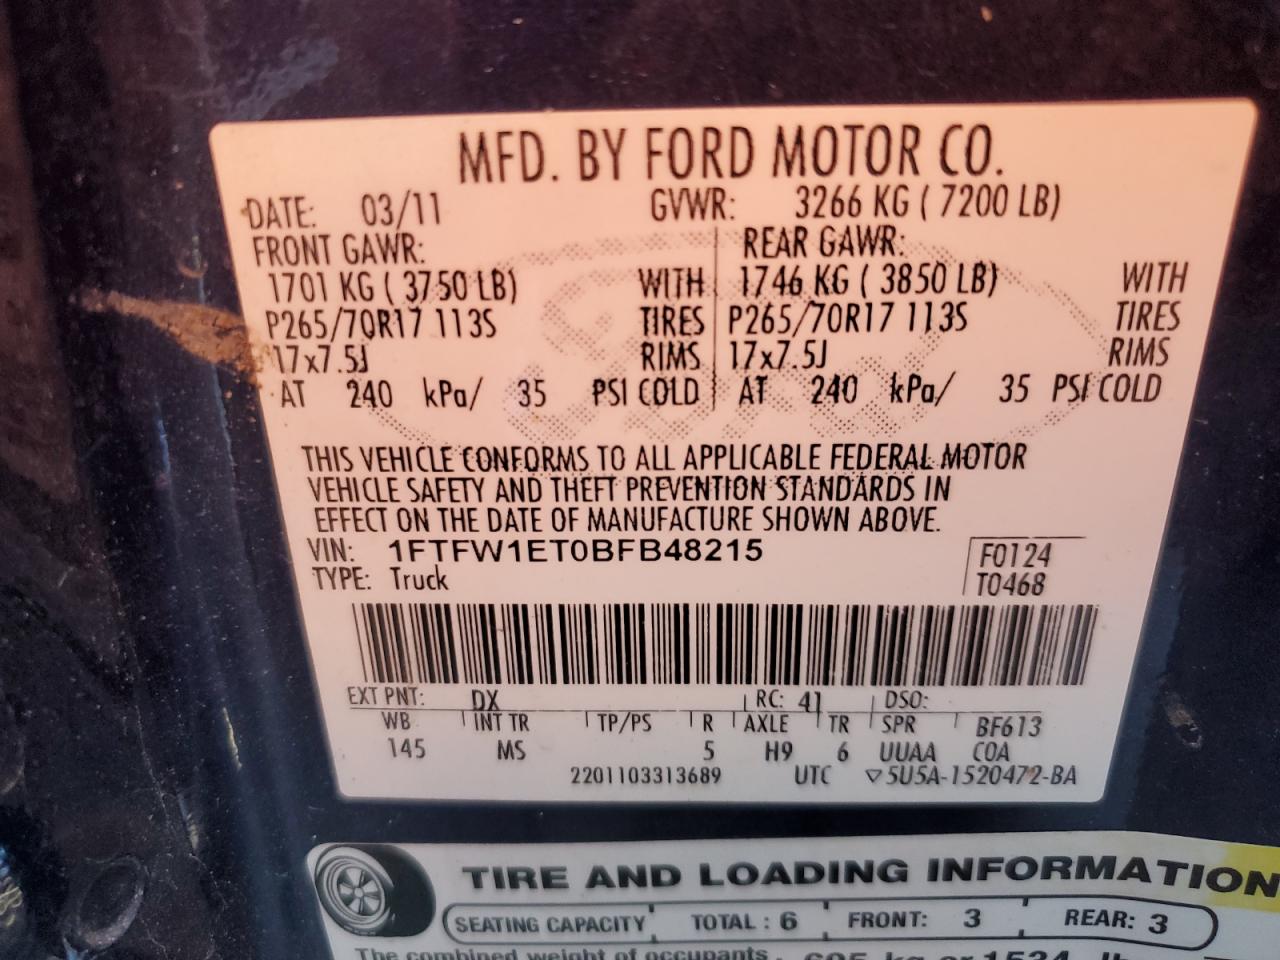 MFD. BY FORD MOTOR CO.
DATE: 03/11 GVWR: 3266 KG ( 7200 LB)
FRONT GAWR: REAR GAWR:
1701 KG ( 3750 LB) WITH 1746 KG ( 3850 LB) WITH
P265/70R17 113S TIRES P265/70R17 113S TIRES
17x7.5J RIMS 17x7.5J RIMS
AT 240 kPa/ 35 PSI COLD AT 240 kPa/ 35 PSI COLD
THIS VEHICLE CONFORMS TO ALL APPLICABLE FEDERAL MOTOR
VEHICLE SAFETY AND THEFT PREVENTION STANDARDS IN
EFFECT ON THE DATE OF MANUFACTURE SHOWN ABOVE.
VIN: 1FTFW1ET0BFB48215 F0124
TYPE: Truck T0468
EXT PNT: DX RC: 41 DSO:
WB INT TR TP/PS R AXLE TR SPR BF613
145 MS 5 H9 6 UUAA COA
2201103313689 UTC ▽5U5A-1520472-BA
TIRE AND LOADING INFORMATION
SEATING CAPACITY TOTAL : 6 FRONT: 3 REAR: 3
The combined weight of occupants